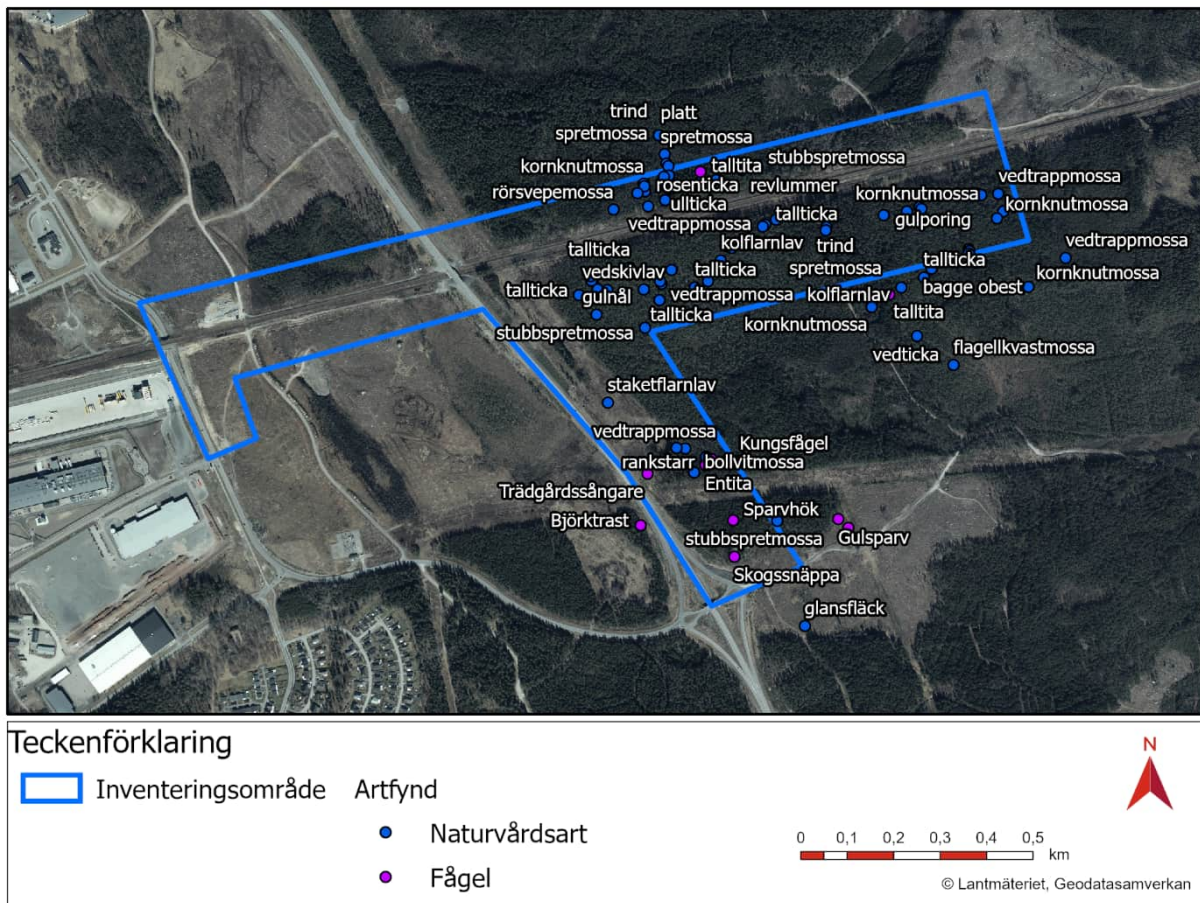 trind platt
spretmossa spretmossa
kornknutmossa talltita stubbspretmossa
rörsvepemossa rosenticka revlummer kornknutmossa vedtrappmossa
ullticka kornknutmossa
vedtrappmossa tallticka gulporing
tallticka kolflarnlav trind vedtrappmossa
vedskivlav tallticka spretmossa tallticka kornknutmossa
tallticka gulnål vedtrappmossa kolflarnlav bagge obest
stubbspretmossa tallticka kornknutmossa talltita
vedticka flagellkvastmossa
staketflarnlav
vedtrappmossa Kungsfågel
rankstarr bollvitmossa
Trädgårdssångare Entita
Björktrast Sparvhök
stubbspretmossa Gulsparv
Skogssnäppa
glansfläck
Teckenförklaring
Inventeringsområde Artfynd
Naturvårdsart
Fågel
N
0 0,1 0,2 0,3 0,4 0,5
km
© Lantmäteriet, Geodatasamverkan